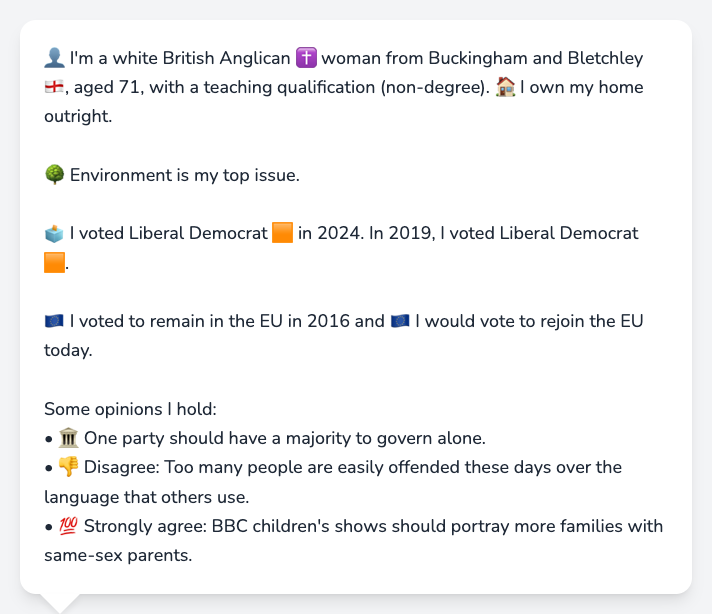 👤 I'm a white British Anglican ✝️ woman from Buckingham and Bletchley
🏴󠁧󠁢󠁥󠁮󠁧󠁿, aged 71, with a teaching qualification (non-degree). 🏠 I own my home
outright.
🌳 Environment is my top issue.
🗳️ I voted Liberal Democrat 🟧 in 2024. In 2019, I voted Liberal Democrat
🟧.
🇪🇺 I voted to remain in the EU in 2016 and 🇪🇺 I would vote to rejoin the EU
today.
Some opinions I hold:
• 🏛️ One party should have a majority to govern alone.
• 👎 Disagree: Too many people are easily offended these days over the
language that others use.
• 💯 Strongly agree: BBC children's shows should portray more families with
same-sex parents.